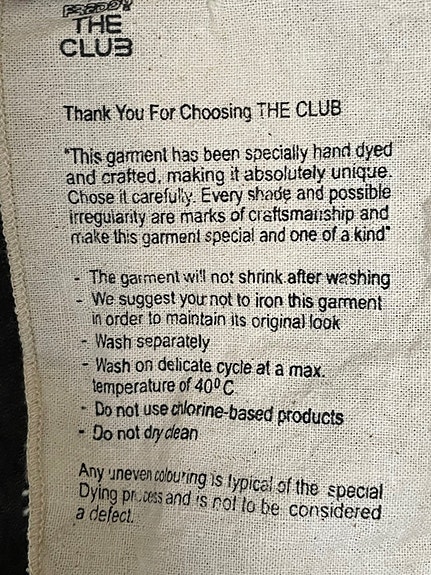 FREDDY
THE
CLUB
Thank You For Choosing THE CLUB
"This garment has been specially hand dyed
and crafted, making it absolutely unique.
Chose it carefully. Every shade and possible
irregularity are marks of craftsmanship and
make this garment special and one of a kind"
- The garment will not shrink after washing
- We suggest your not to iron this garment
in order to maintain its original look
- Wash separately
- Wash on delicate cycle at a max.
temperature of 40º C
- Do not use chlorine-based products
- Do not dry clean
Any uneven colouring is typical of the special
Dying process and is not to be considered
a defect.